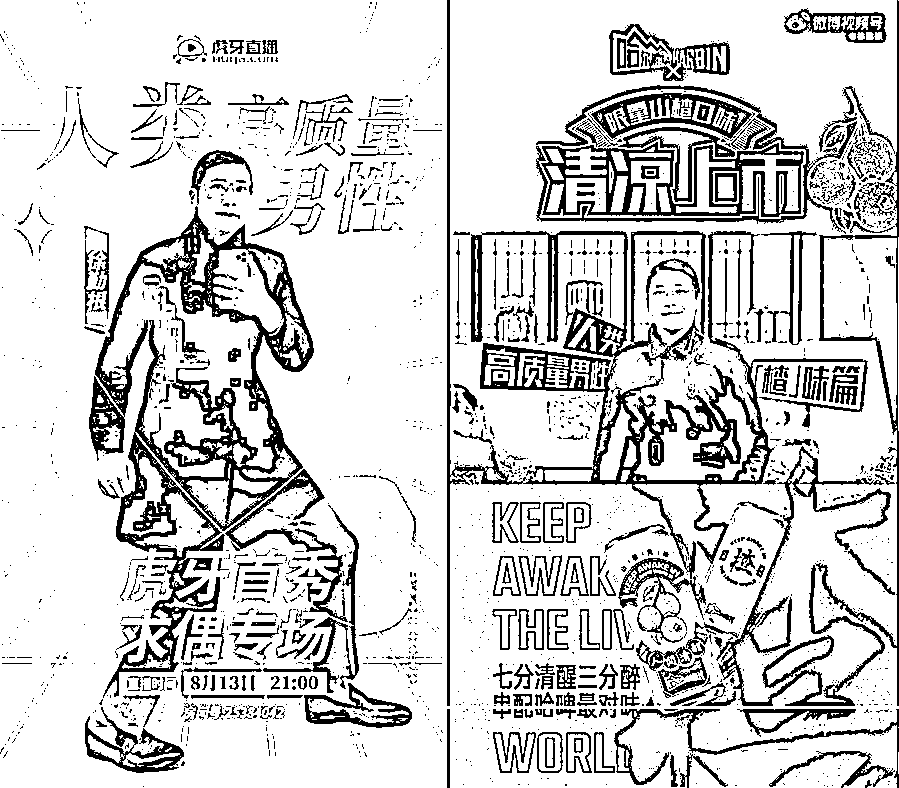 虎牙直播
huya.com
人类高质量
男性
徐勤根
虎牙首秀
求偶专场
直播时间 8月13日 21:00
微博视频号
哈尔滨 HARBIN
×
限量山楂口味
清凉上市
人类
高质量男性
「楂」味篇
KEEP
AWAK
THE LIV
七分清醒三分醉
串配哈啤最对味
WORLD
楂